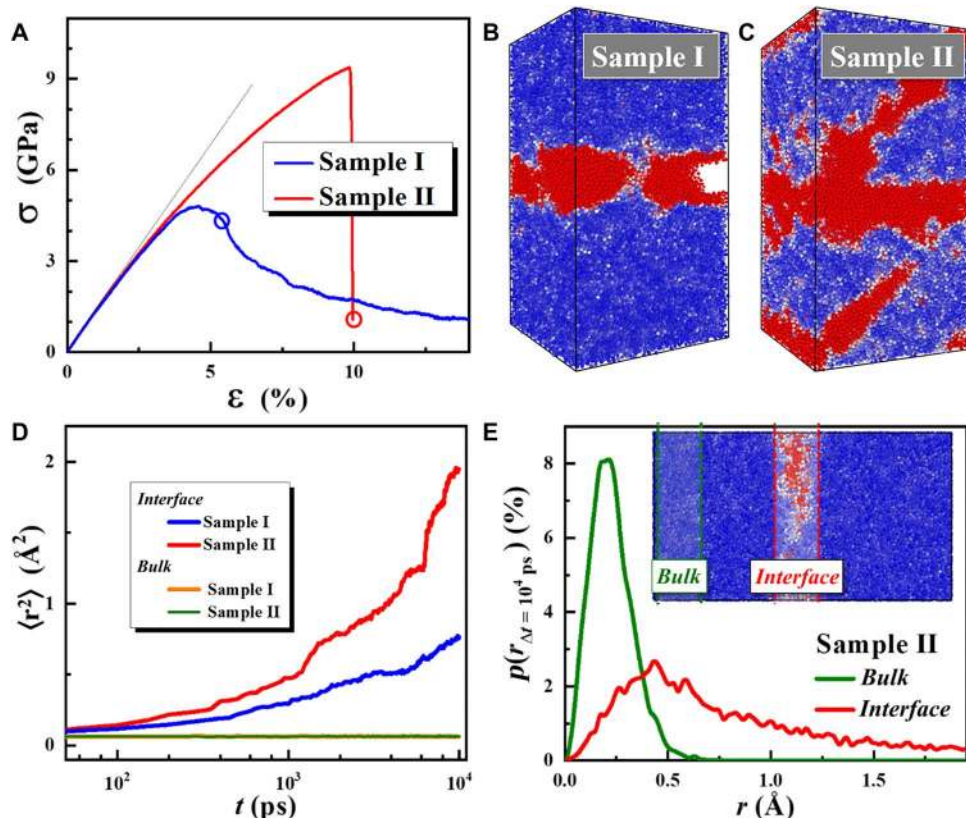 A
σ (GPa)
9
6
3
0
0
5
10
ε (%)
Sample I
Sample II
B
Sample I
C
Sample II
D
⟨r²⟩ (Å²)
2
1
0
10²
10³
10⁴
t (ps)
Interface
Sample I
Sample II
Bulk
Sample I
Sample II
E
p(r Δt = 10⁴ ps) (%)
8
6
4
2
0
0.0
0.5
1.0
1.5
r (Å)
Bulk
Interface
Sample II
Bulk
Interface